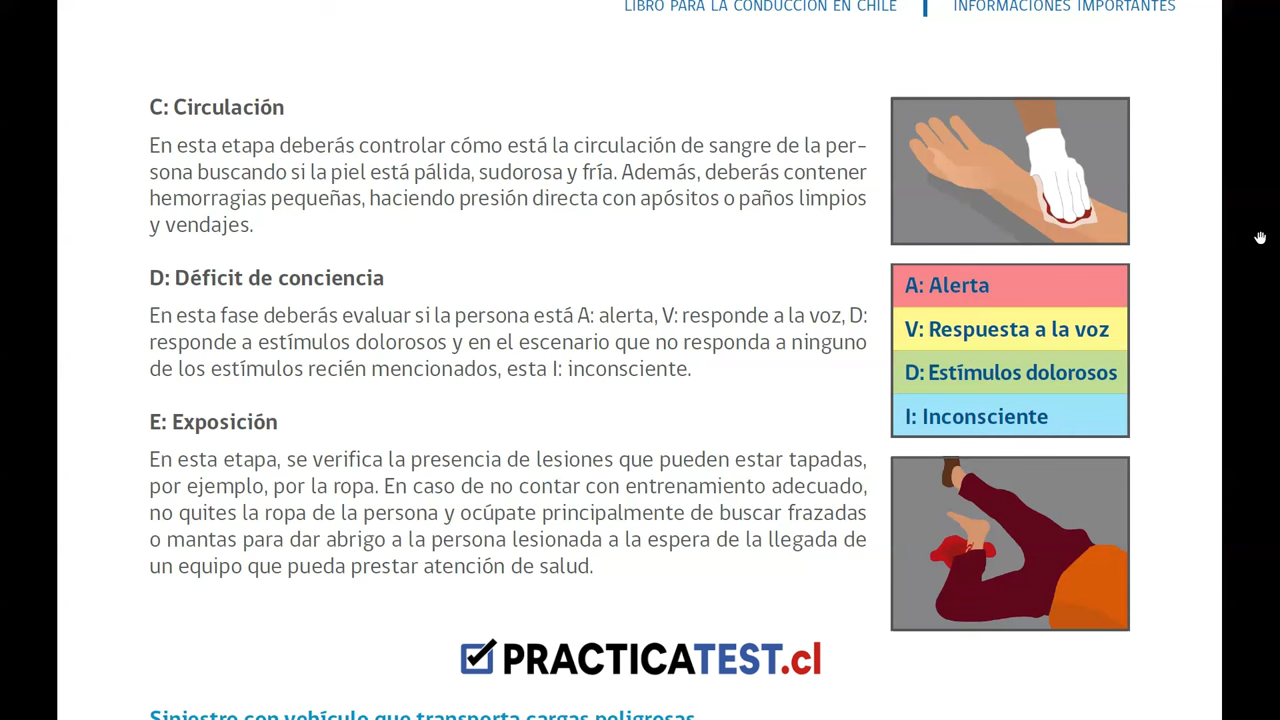 LIBRO PARA LA CONDUCCIÓN EN CHILE | INFORMACIONES IMPORTANTES
C: Circulación
En esta etapa deberás controlar cómo está la circulación de sangre de la per-
sona buscando si la piel está pálida, sudorosa y fría. Además, deberás contener
hemorragias pequeñas, haciendo presión directa con apósitos o paños limpios
y vendajes.
D: Déficit de conciencia
En esta fase deberás evaluar si la persona está A: alerta, V: responde a la voz, D:
responde a estímulos dolorosos y en el escenario que no responda a ninguno
de los estímulos recién mencionados, esta I: inconsciente.
A: Alerta
V: Respuesta a la voz
D: Estímulos dolorosos
I: Inconsciente
E: Exposición
En esta etapa, se verifica la presencia de lesiones que pueden estar tapadas,
por ejemplo, por la ropa. En caso de no contar con entrenamiento adecuado,
no quites la ropa de la persona y ocúpate principalmente de buscar frazadas
o mantas para dar abrigo a la persona lesionada a la espera de la llegada de
un equipo que pueda prestar atención de salud.
PRACTICATEST.cl
Siniestro con vehículo que transporta cargas peligrosas